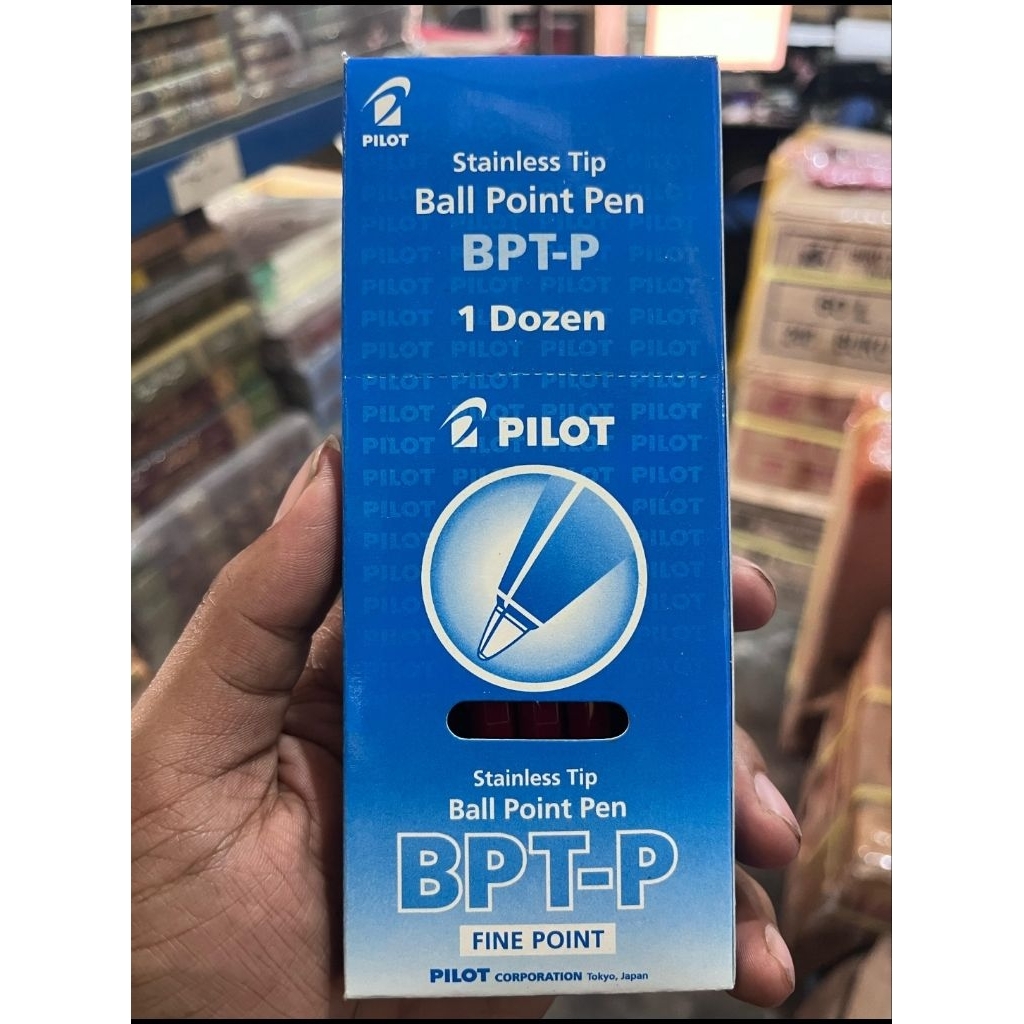 PILOT
Stainless Tip
Ball Point Pen
BPT-P
1 Dozen
PILOT
Stainless Tip
Ball Point Pen
BPT-P
FINE POINT
PILOT CORPORATION Tokyo, Japan